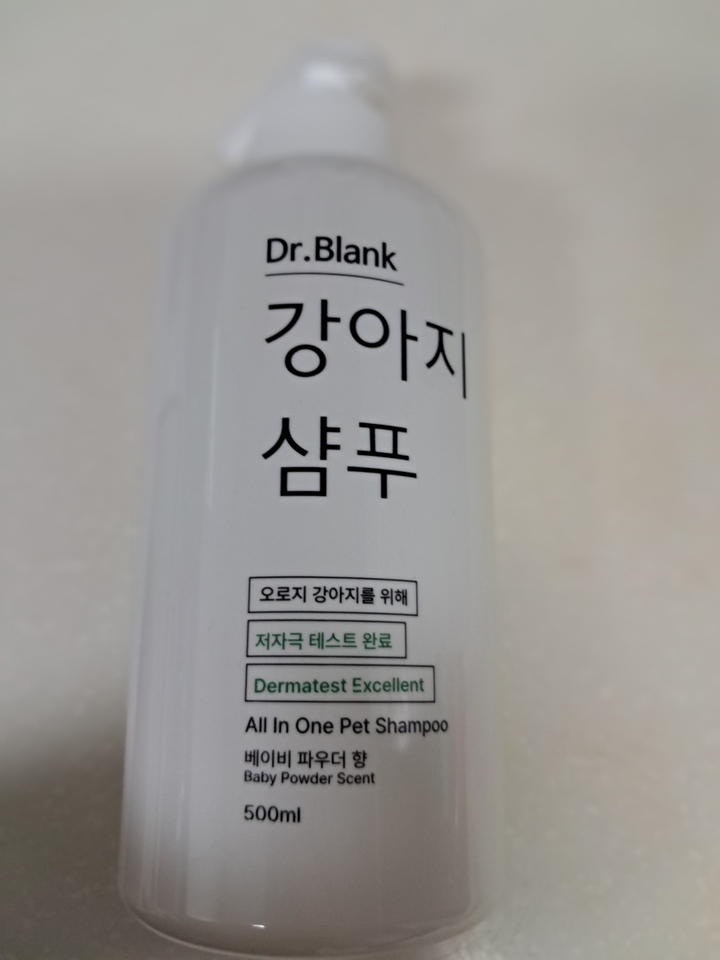 Dr.Blank
강아지
샴푸
오로지 강아지를 위해
저자극 테스트 완료
Dermatest Excellent
All In One Pet Shampoo
베이비 파우더 향
Baby Powder Scent
500ml